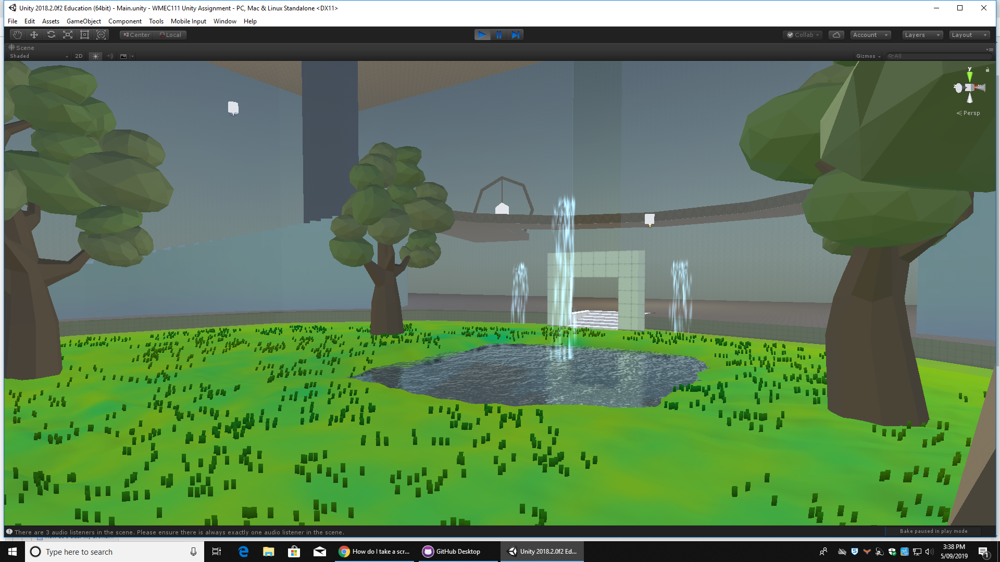 Unity 2018.2.0f2 Education (64bit) - Main.unity - WMEC111 Unity Assignment - PC, Mac & Linux Standalone <DX11>
File Edit Assets GameObject Component Tools Mobile Input Window Help
Center Local Collab Account Layers Layout
Scene
Shaded 2D Gizmos All
y
Persp
There are 3 audio listeners in the scene. Please ensure there is always exactly one audio listener in the scene.
Bake paused in play mode
Type here to search
How do I take a scr...
GitHub Desktop
Unity 2018.2.0f2 Ed...
3:38 PM
5/09/2019
1